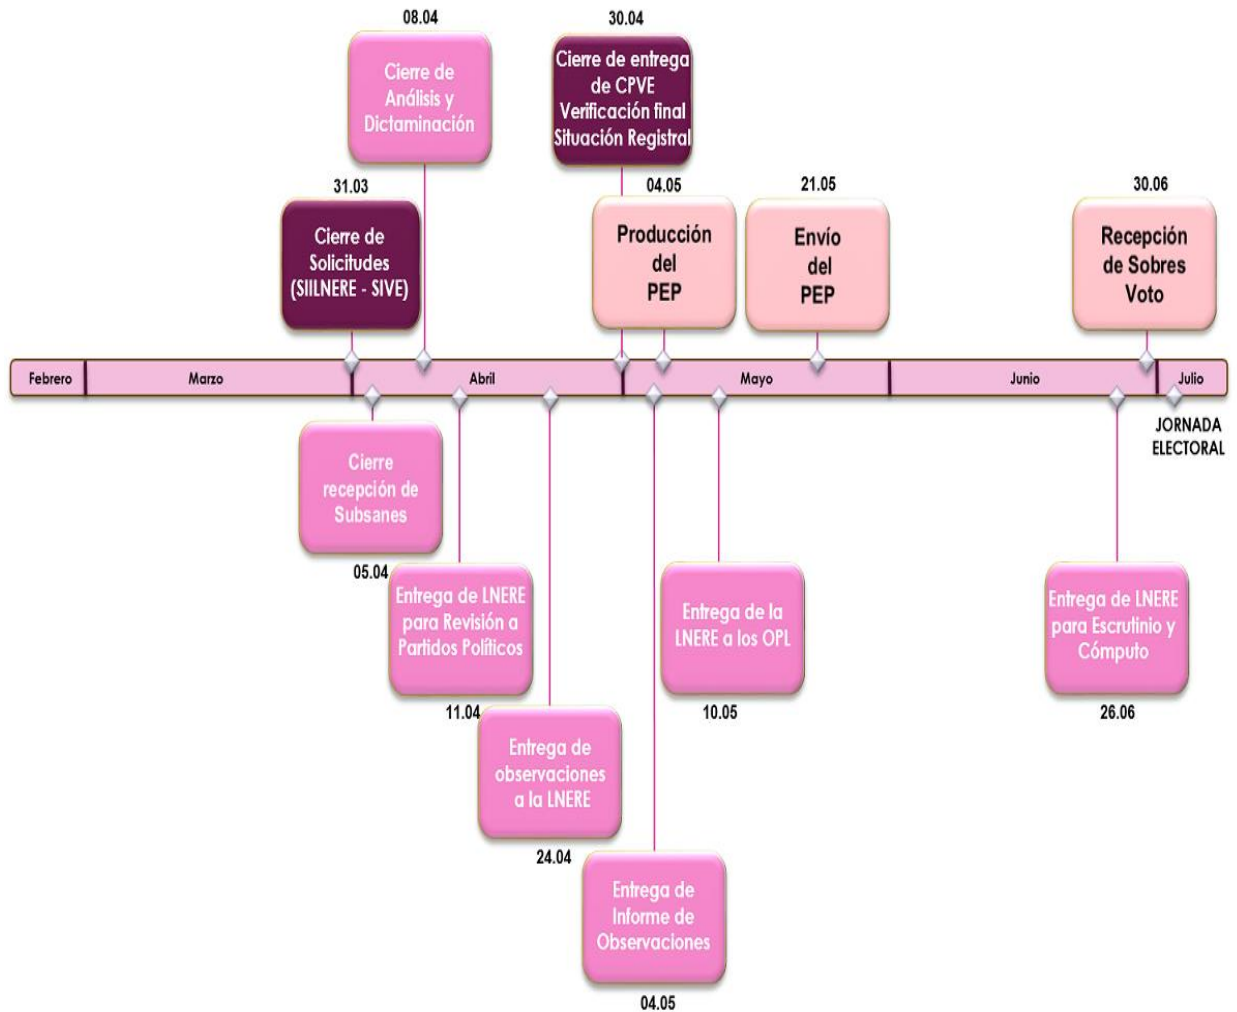 08.04
Cierre de
Análisis y
Dictaminación
30.04
Cierre de entrega
de CPVE
Verificación final
Situación Registral
31.03
Cierre de
Solicitudes
(SIILNERE - SIVE)
04.05
Producción
del
PEP
21.05
Envío
del
PEP
30.06
Recepción
de Sobres
Voto
Febrero
Marzo
Abril
Mayo
Junio
Julio
JORNADA
ELECTORAL
Cierre
recepción de
Subsanes
05.04
Entrega de LNERE
para Revisión a
Partidos Políticos
11.04
Entrega de
observaciones
a la LNERE
24.04
Entrega de
Informe de
Observaciones
04.05
Entrega de la
LNERE a los OPL
10.05
Entrega de LNERE
para Escrutinio y
Cómputo
26.06